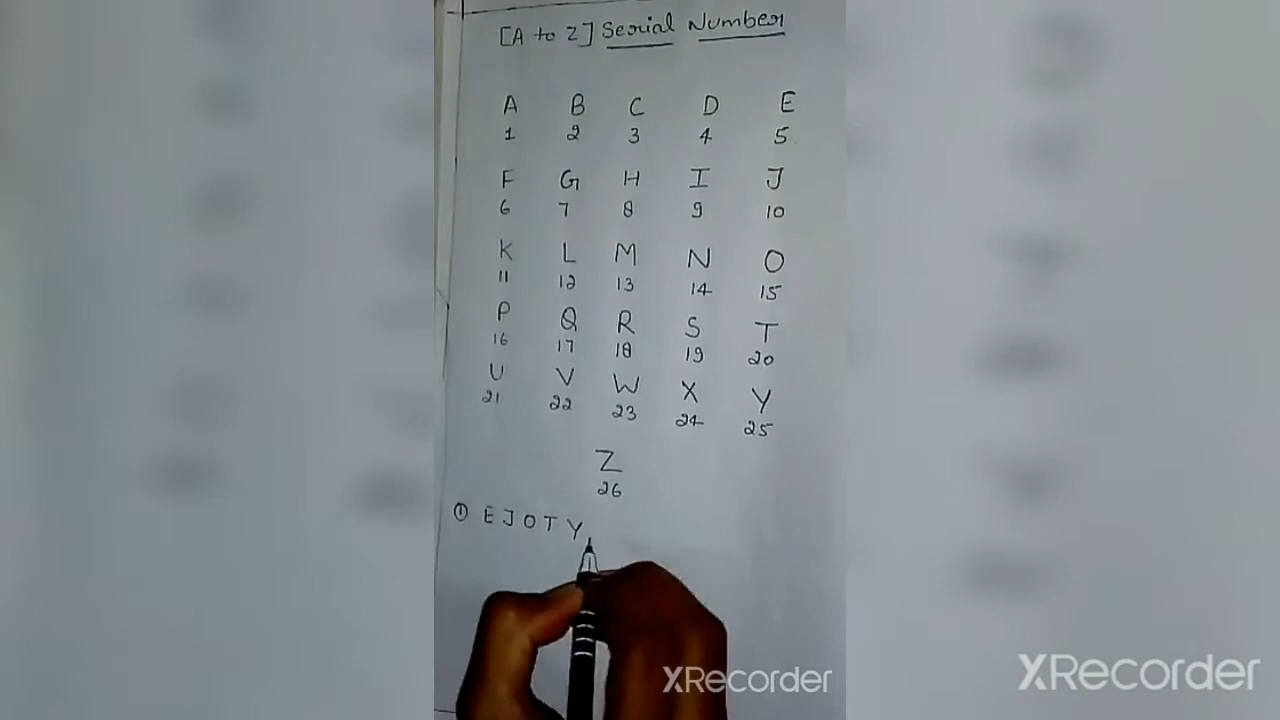 [A to Z] Serial Number
A B C D E
1 2 3 4 5
F G H I J
6 7 8 9 10
K L M N O
11 12 13 14 15
P Q R S T
16 17 18 19 20
U V W X Y
21 22 23 24 25
Z
26
① E J O T Y
XRecorder
XRecorder